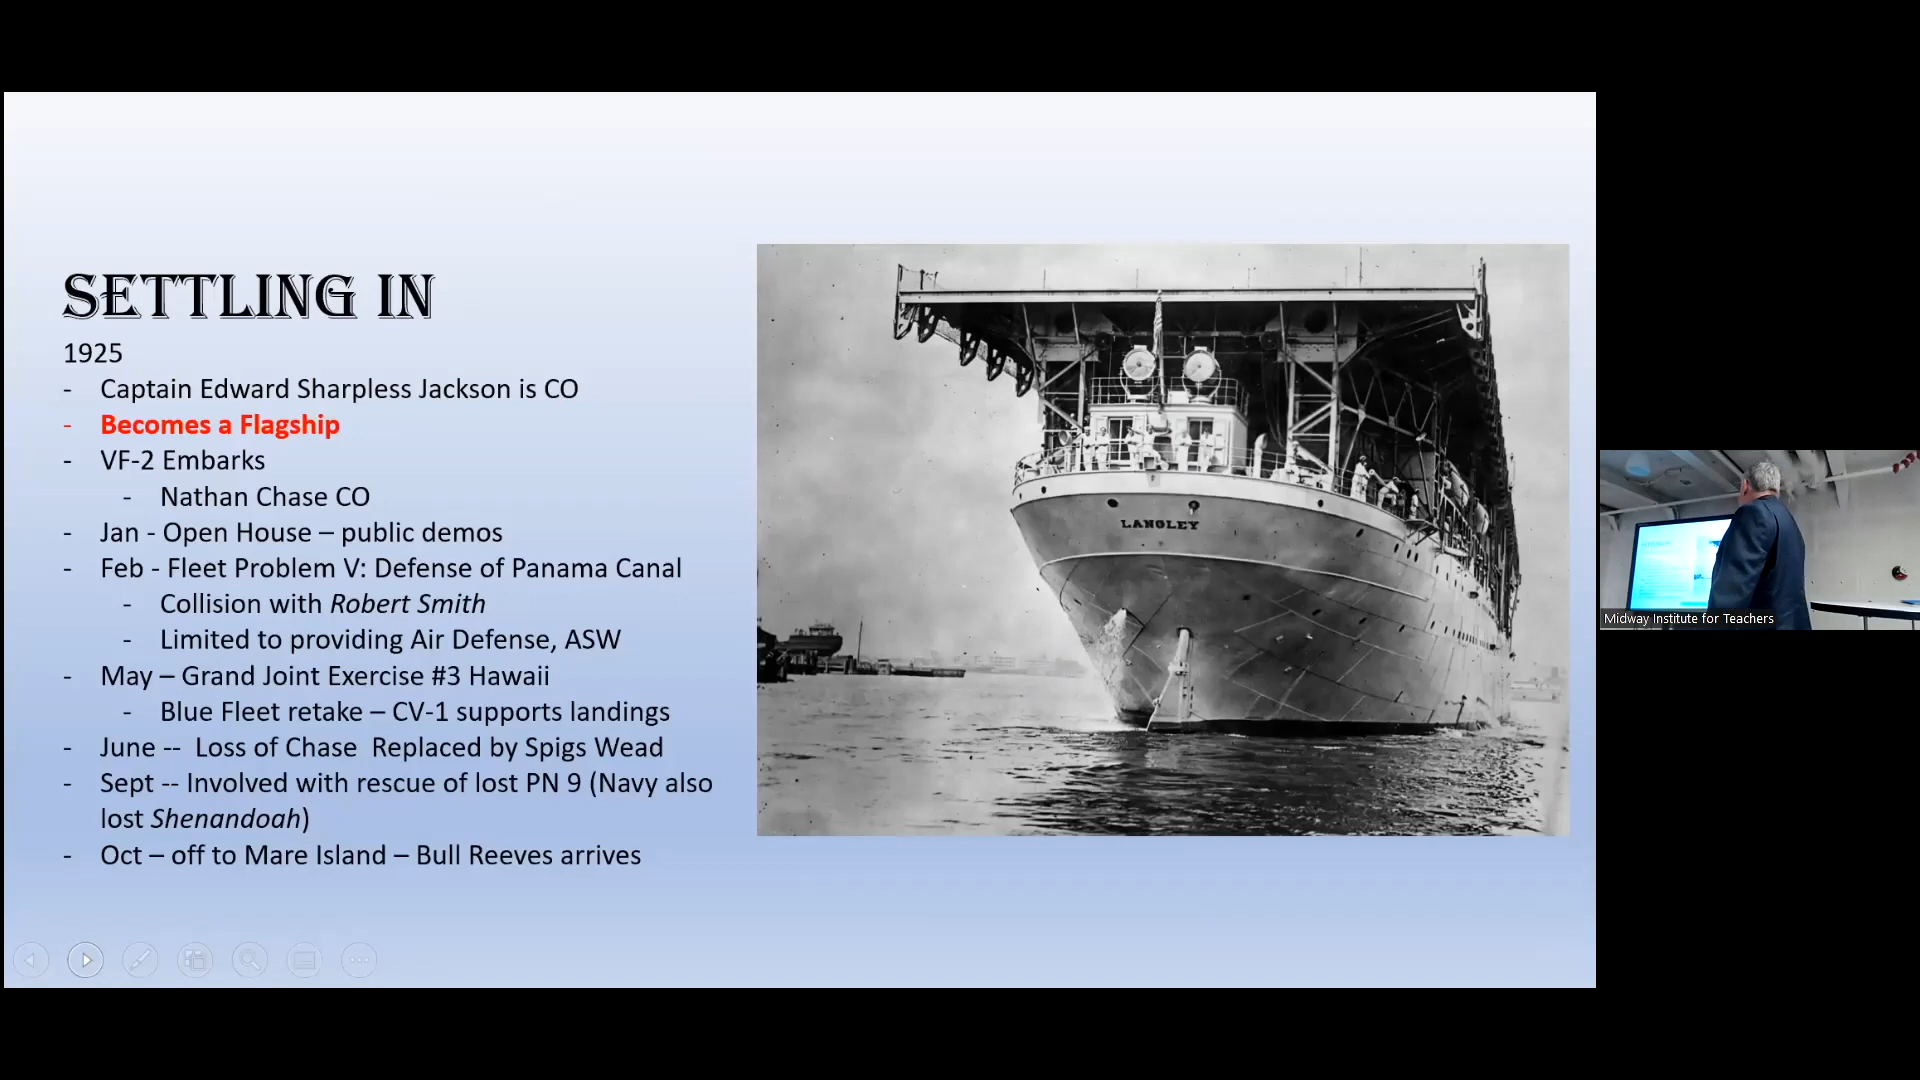 SETTLING IN
1925
- Captain Edward Sharpless Jackson is CO
- Becomes a Flagship
- VF-2 Embarks
- Nathan Chase CO
- Jan - Open House – public demos
- Feb - Fleet Problem V: Defense of Panama Canal
- Collision with Robert Smith
- Limited to providing Air Defense, ASW
- May – Grand Joint Exercise #3 Hawaii
- Blue Fleet retake – CV-1 supports landings
- June -- Loss of Chase Replaced by Spigs Wead
- Sept -- Involved with rescue of lost PN 9 (Navy also
lost Shenandoah)
- Oct – off to Mare Island – Bull Reeves arrives
LANGLEY
Midway Institute for Teachers